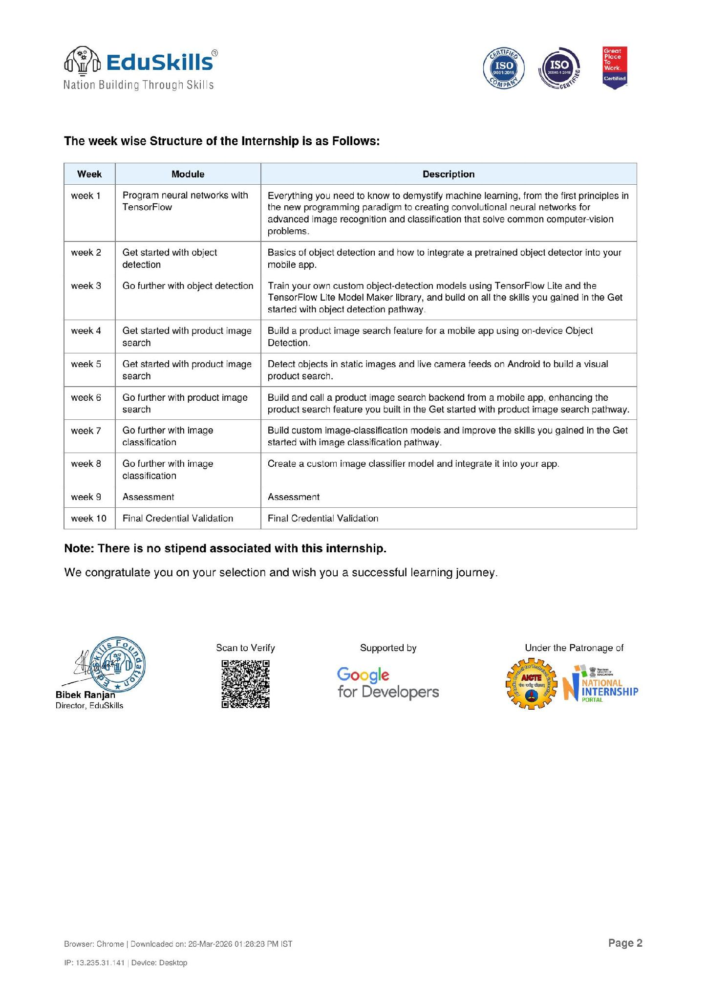 EduSkills®
Nation Building Through Skills
CERTIFIED
ISO
9001:2015
COMPANY
ISO
20000-1:2018
CERTIFIED
Great
Place
To
Work.
Certified
The week wise Structure of the Internship is as Follows:
Week Module Description
week 1 Program neural networks with Everything you need to know to demystify machine learning, from the first principles in
TensorFlow the new programming paradigm to creating convolutional neural networks for
advanced image recognition and classification that solve common computer-vision
problems.
week 2 Get started with object Basics of object detection and how to integrate a pretrained object detector into your
detection mobile app.
week 3 Go further with object detection Train your own custom object-detection models using TensorFlow Lite and the
TensorFlow Lite Model Maker library, and build on all the skills you gained in the Get
started with object detection pathway.
week 4 Get started with product image Build a product image search feature for a mobile app using on-device Object
search Detection.
week 5 Get started with product image Detect objects in static images and live camera feeds on Android to build a visual
search product search.
week 6 Go further with product image Build and call a product image search backend from a mobile app, enhancing the
search product search feature you built in the Get started with product image search pathway.
week 7 Go further with image Build custom image-classification models and improve the skills you gained in the Get
classification started with image classification pathway.
week 8 Go further with image Create a custom image classifier model and integrate it into your app.
classification
week 9 Assessment Assessment
week 10 Final Credential Validation Final Credential Validation
Note: There is no stipend associated with this internship.
We congratulate you on your selection and wish you a successful learning journey.
EduSkills Foundation
Bibek Ranjan
Director, EduSkills
Scan to Verify
Supported by
Google
for Developers
Under the Patronage of
All India Council for Technical Education
AICTE
MINISTRY OF
EDUCATION
NATIONAL
INTERNSHIP
PORTAL
Browser: Chrome | Downloaded on: 26-Mar-2026 01:28:28 PM IST
Page 2
IP: 13.235.31.141 | Device: Desktop